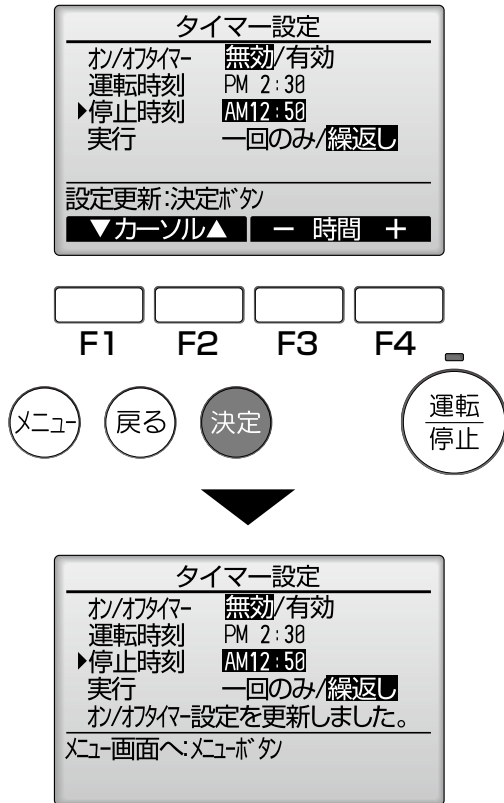 タイマー設定
オン/オフタイマー 無効/有効
運転時刻 PM 2:30
▶停止時刻 AM12:50
実行 一回のみ/繰返し
設定更新:決定ボタン
▼カーソル▲ − 時間 +
F1 F2 F3 F4
メニュー 戻る 決定 運転
停止
タイマー設定
オン/オフタイマー 無効/有効
運転時刻 PM 2:30
▶停止時刻 AM12:50
実行 一回のみ/繰返し
オン/オフタイマー設定を更新しました。
メニュー画面へ:メニューボタン